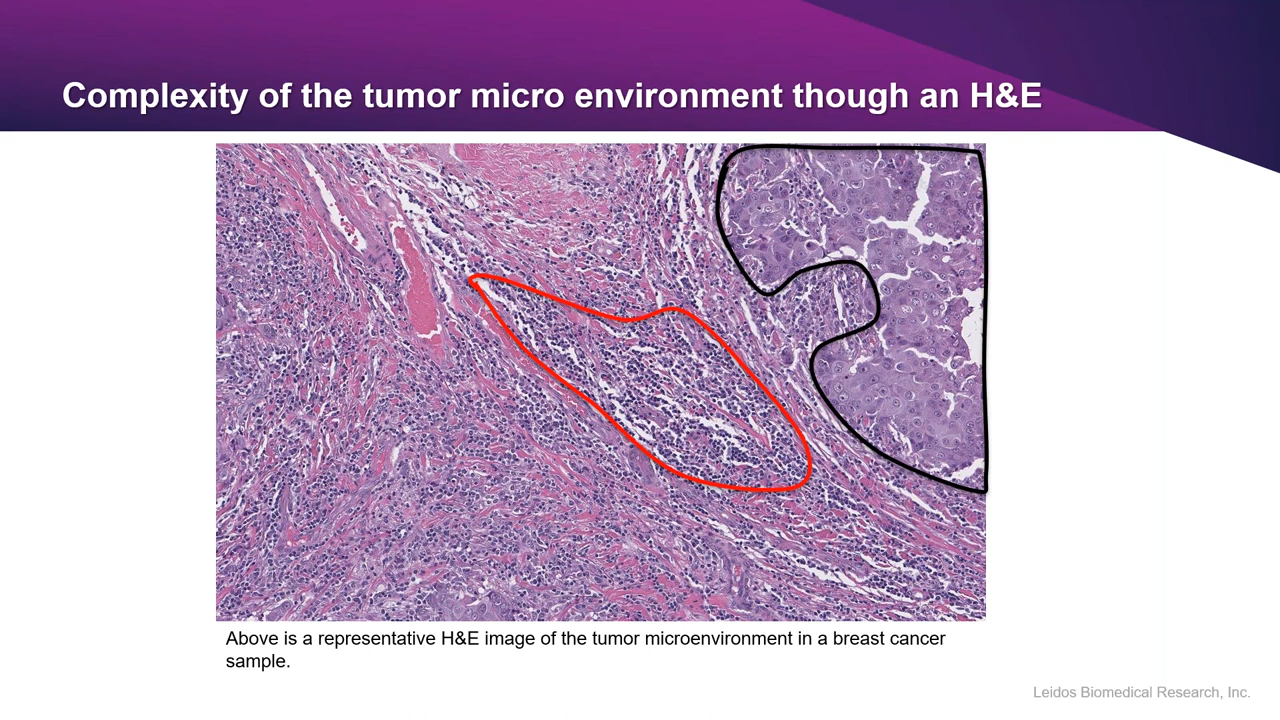 Complexity of the tumor micro environment though an H&E
Above is a representative H&E image of the tumor microenvironment in a breast cancer
sample.
Leidos Biomedical Research, Inc.